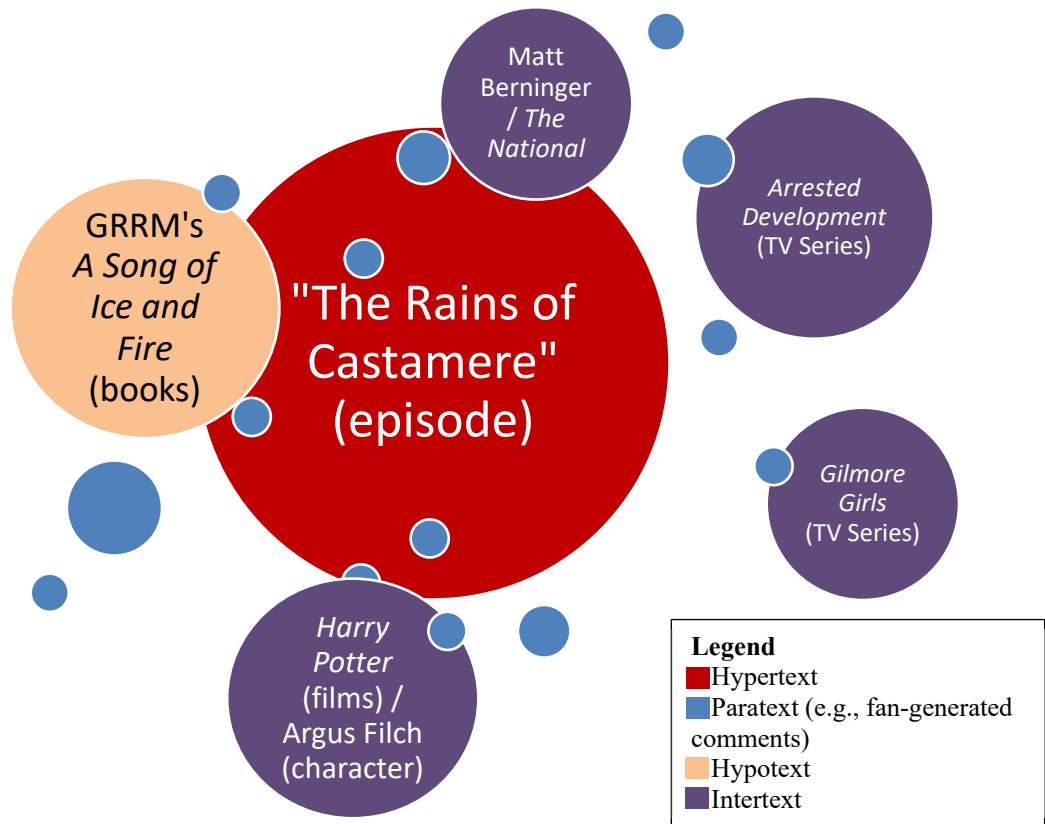 Matt
Berninger
/ The
National
Arrested
Development
(TV Series)
GRRM's
A Song of
Ice and
Fire
(books)
"The Rains of
Castamere"
(episode)
Gilmore
Girls
(TV Series)
Harry
Potter
(films) /
Argus Filch
(character)
Legend
Hypertext
Paratext (e.g., fan-generated
comments)
Hypotext
Intertext